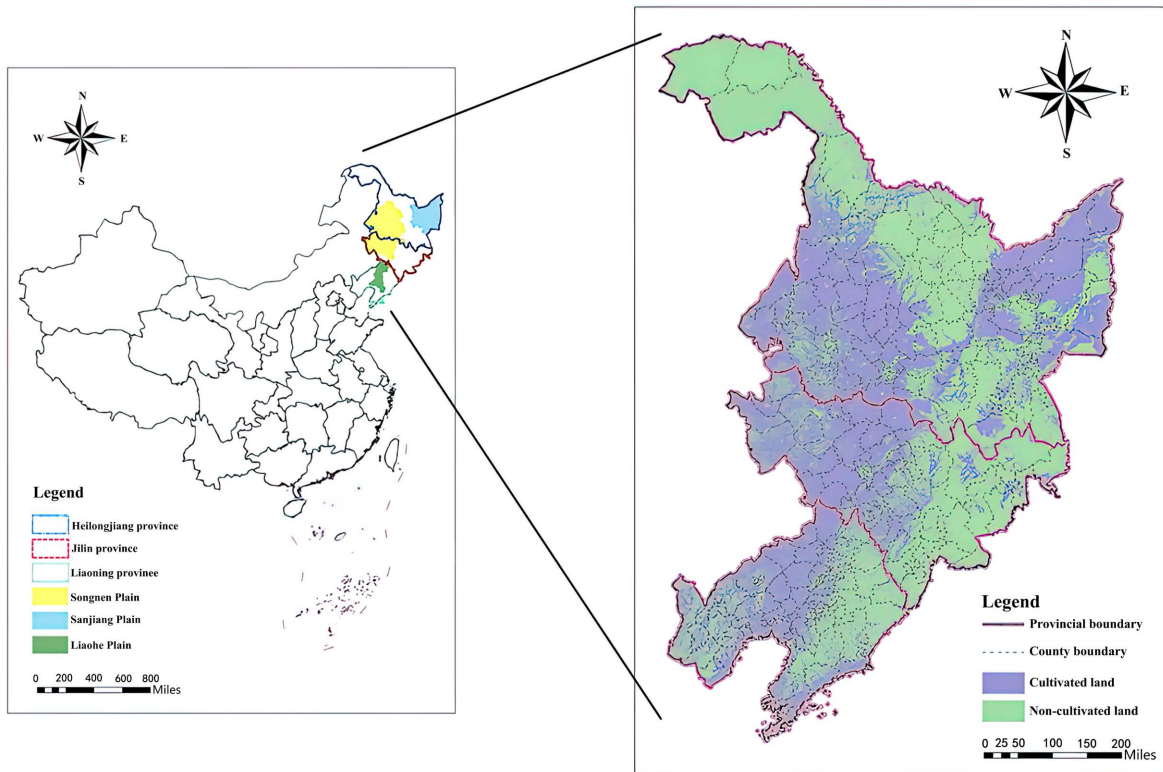 N
W E
S
Legend
Heilongjiang province
Jilin province
Liaoning provinee
Songnen Plain
Sanjiang Plain
Liaohe Plain
0 200 400 600 800
Miles
N
W E
S
Legend
Provincial boundary
County boundary
Cultivated land
Non-cultivated land
0 25 50 100 150 200
Miles